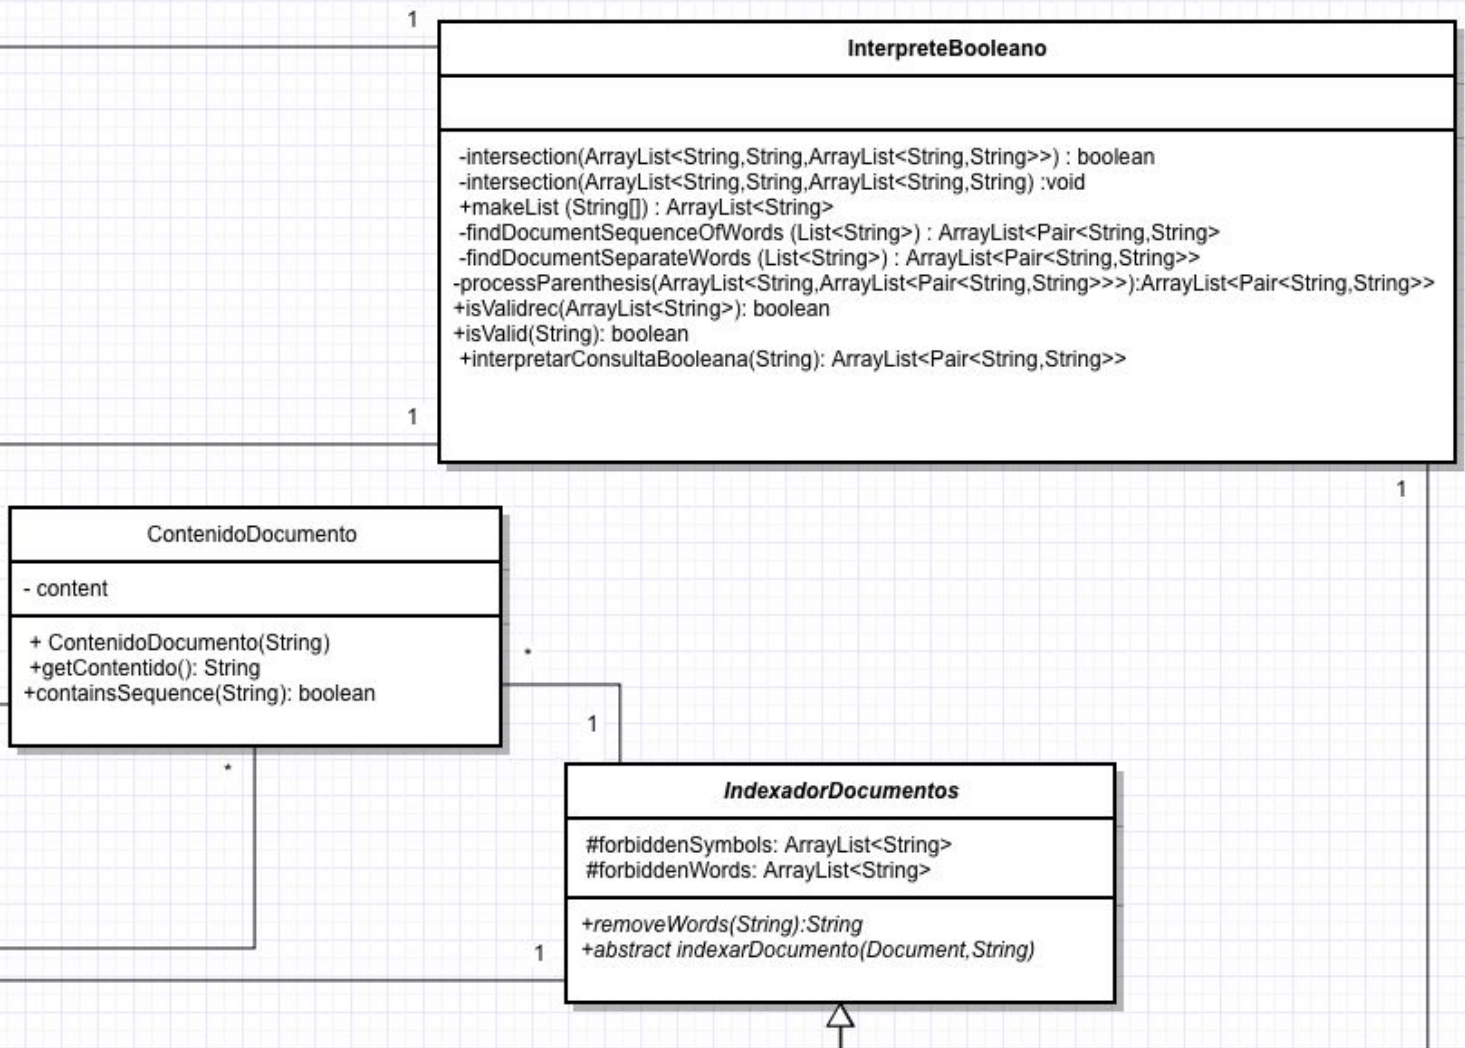 1
InterpreteBooleano
-intersection(ArrayList<String,String,ArrayList<String,String>>) : boolean
-intersection(ArrayList<String,String,ArrayList<String,String) :void
+makeList (String[]) : ArrayList<String>
-findDocumentSequenceOfWords (List<String>) : ArrayList<Pair<String,String>
-findDocumentSeparateWords (List<String>) : ArrayList<Pair<String,String>>
-processParenthesis(ArrayList<String,ArrayList<Pair<String,String>>>):ArrayList<Pair<String,String>>
+isValidrec(ArrayList<String>): boolean
+isValid(String): boolean
+interpretarConsultaBooleana(String): ArrayList<Pair<String,String>>
1
1
ContenidoDocumento
- content
+ ContenidoDocumento(String)
+getContentido(): String
+containsSequence(String): boolean
*
1
*
IndexadorDocumentos
#forbiddenSymbols: ArrayList<String>
#forbiddenWords: ArrayList<String>
+removeWords(String):String
+abstract indexarDocumento(Document,String)
1